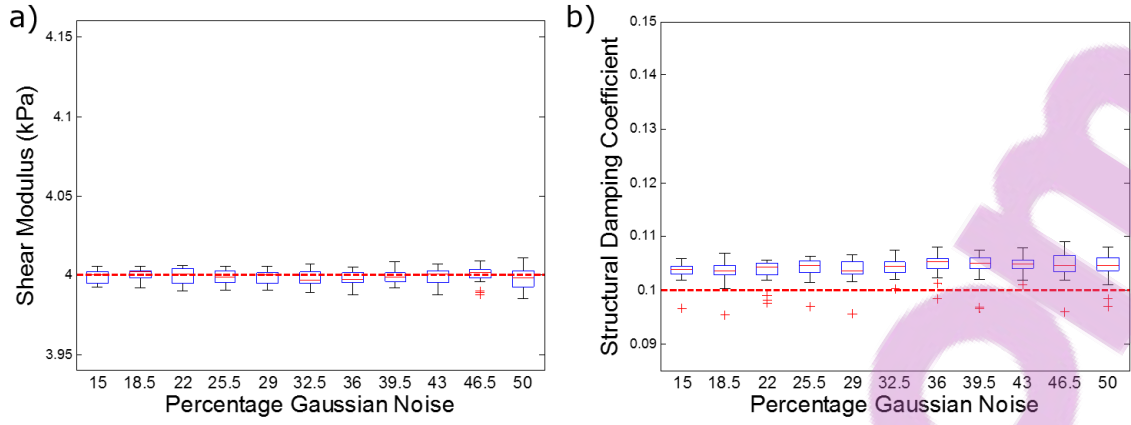 a)
Shear Modulus (kPa)
4.15
4.1
4.05
4
3.95
15 18.5 22 25.5 29 32.5 36 39.5 43 46.5 50
Percentage Gaussian Noise
b)
Structural Damping Coefficient
0.15
0.14
0.13
0.12
0.11
0.1
0.09
15 18.5 22 25.5 29 32.5 36 39.5 43 46.5 50
Percentage Gaussian Noise
om